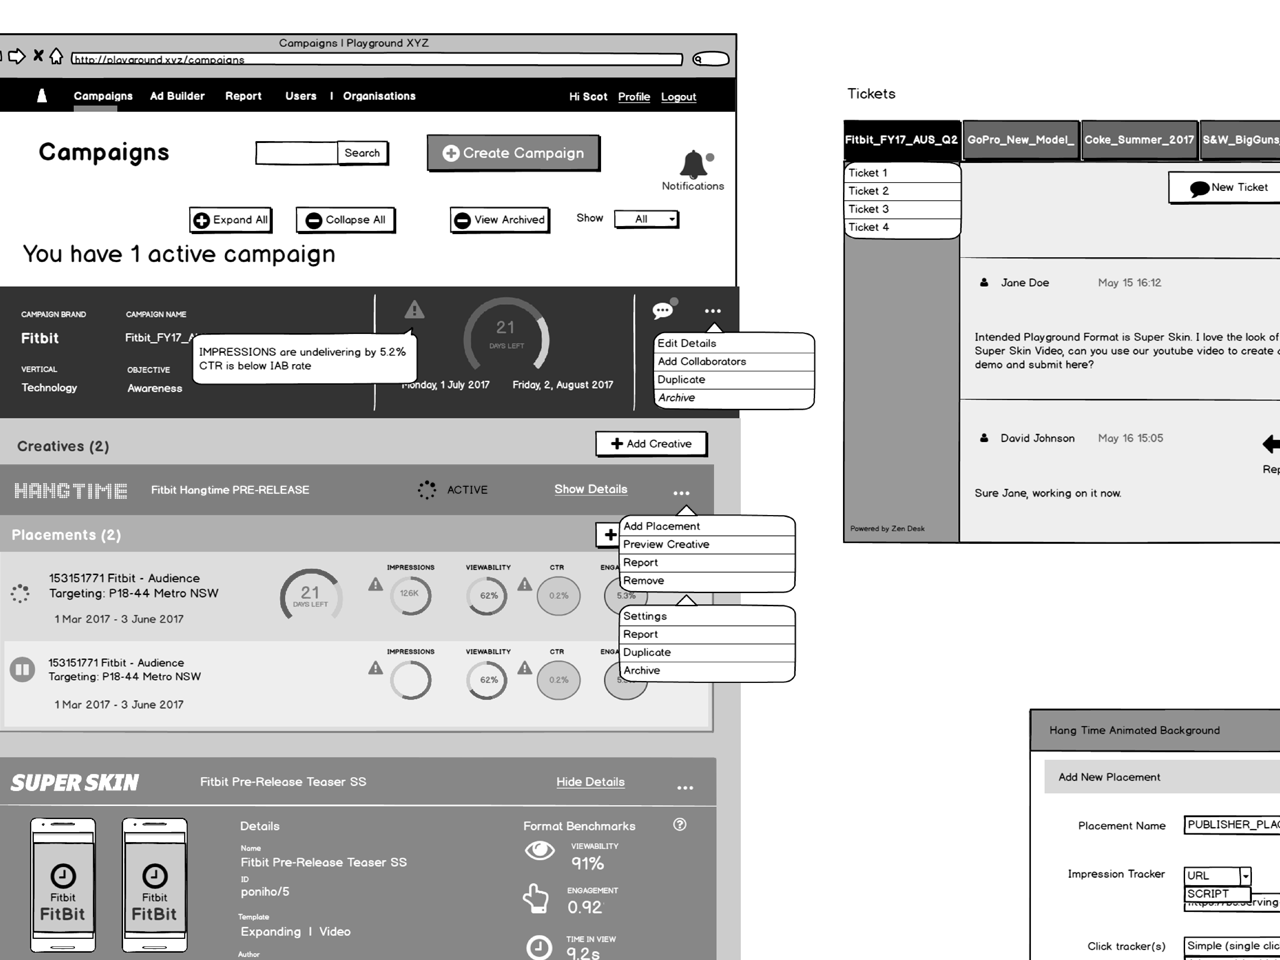 Campaigns | Playground XYZ
http://playground.xyz/campaigns
Campaigns Ad Builder Report Users | Organisations Hi Scot Profile Logout
Campaigns
Search
Create Campaign
Notifications
Expand All
Collapse All
View Archived
Show
All
You have 1 active campaign
CAMPAIGN BRAND
Fitbit
CAMPAIGN NAME
Fitbit_FY17_A
VERTICAL
Technology
OBJECTIVE
Awareness
IMPRESSIONS are undelivering by 5.2%
CTR is below IAB rate
21
DAYS LEFT
Monday, 1 July 2017
Friday, 2, August 2017
Edit Details
Add Collaborators
Duplicate
Archive
Creatives (2)
Add Creative
HANGTIME
Fitbit Hangtime PRE-RELEASE
ACTIVE
Show Details
Placements (2)
Add Placement
Preview Creative
Report
Remove
153151771 Fitbit - Audience
Targeting: P18-44 Metro NSW
1 Mar 2017 - 3 June 2017
21
DAYS LEFT
IMPRESSIONS
126K
VIEWABILITY
62%
CTR
0.2%
ENGA
5.3%
Settings
Report
Duplicate
Archive
153151771 Fitbit - Audience
Targeting: P18-44 Metro NSW
1 Mar 2017 - 3 June 2017
IMPRESSIONS
VIEWABILITY
62%
CTR
0.2%
ENGA
SUPER SKIN
Fitbit Pre-Release Teaser SS
Hide Details
Fitbit
FitBit
Fitbit
FitBit
Details
Name
Fitbit Pre-Release Teaser SS
ID
poniho/5
Template
Expanding | Video
Author
Format Benchmarks
VIEWABILITY
91%
ENGAGEMENT
0.92
TIME IN VIEW
9.2s
Tickets
Fitbit_FY17_AUS_Q2
GoPro_New_Model_
Coke_Summer_2017
S&W_BigGuns_
Ticket 1
Ticket 2
Ticket 3
Ticket 4
New Ticket
Jane Doe May 15 16:12
Intended Playground Format is Super Skin. I love the look of
Super Skin Video, can you use our youtube video to create a
demo and submit here?
David Johnson May 16 15:05
Rep
Sure Jane, working on it now.
Powered by Zen Desk
Hang Time Animated Background
Add New Placement
Placement Name
PUBLISHER_PLAC
Impression Tracker
URL
SCRIPT
Click tracker(s)
Simple (single clic